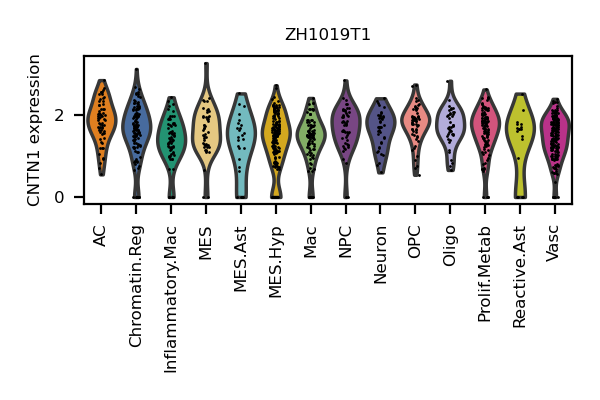 ZH1019T1
CNTN1 expression
2
0
AC
Chromatin.Reg
Inflammatory.Mac
MES
MES.Ast
MES.Hyp
Mac
NPC
Neuron
OPC
Oligo
Prolif.Metab
Reactive.Ast
Vasc